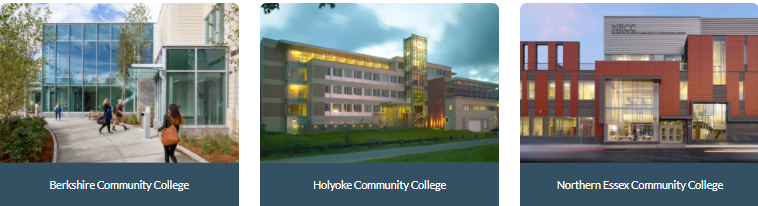 NECC
Berkshire Community College
Holyoke Community College
Northern Essex Community College